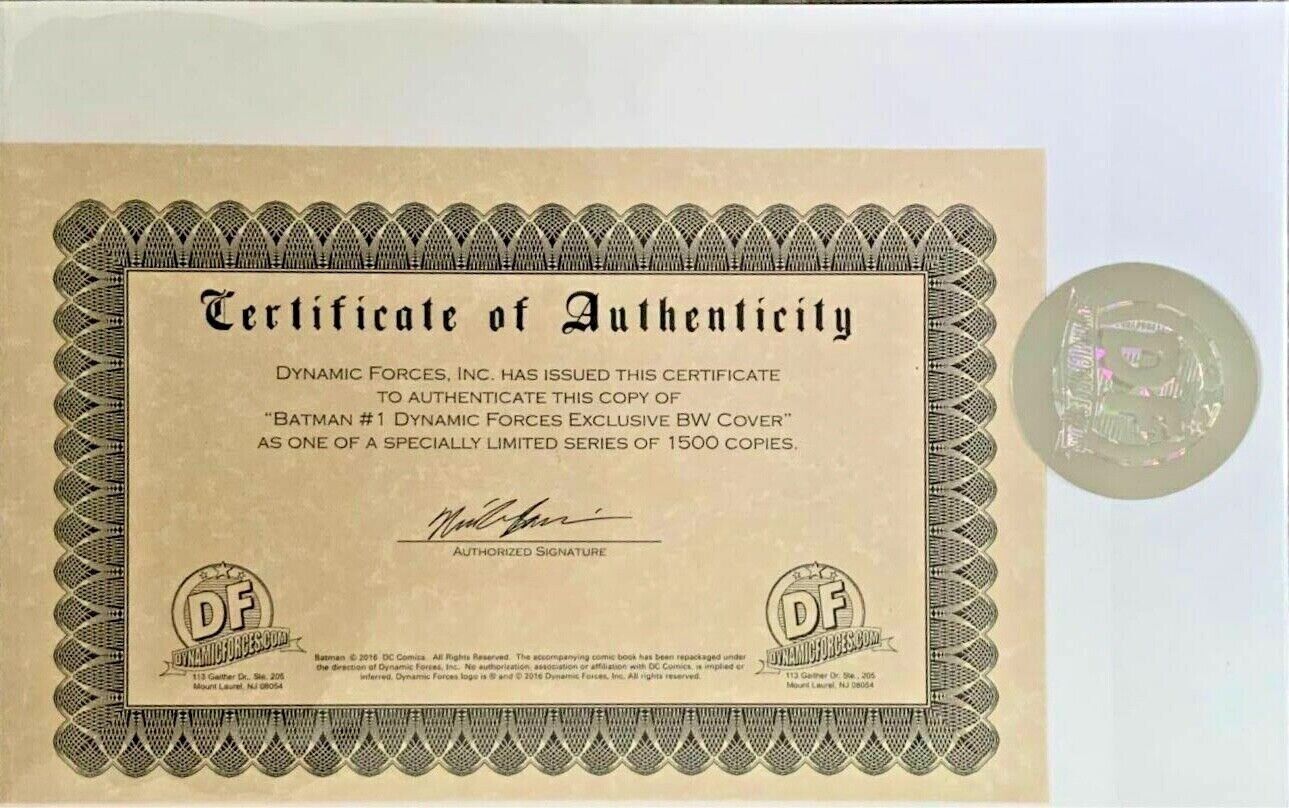 Certificate of Authenticity
DYNAMIC FORCES, INC. HAS ISSUED THIS CERTIFICATE
TO AUTHENTICATE THIS COPY OF
"BATMAN #1 DYNAMIC FORCES EXCLUSIVE BW COVER"
AS ONE OF A SPECIALLY LIMITED SERIES OF 1500 COPIES.
AUTHORIZED SIGNATURE
DF
DYNAMICFORCES.COM
113 Gaither Dr., Ste. 205
Mount Laurel, NJ 08054
Batman © 2016 DC Comics. All Rights Reserved. The accompanying comic book has been repackaged under
the direction of Dynamic Forces, Inc. No authorization, association or affiliation with DC Comics, is implied or
inferred. Dynamic Forces logo is ® and © 2016 Dynamic Forces, Inc. All rights reserved.
DF
DYNAMICFORCES.COM
113 Gaither Dr., Ste., 205
Mount Laurel, NJ 08054